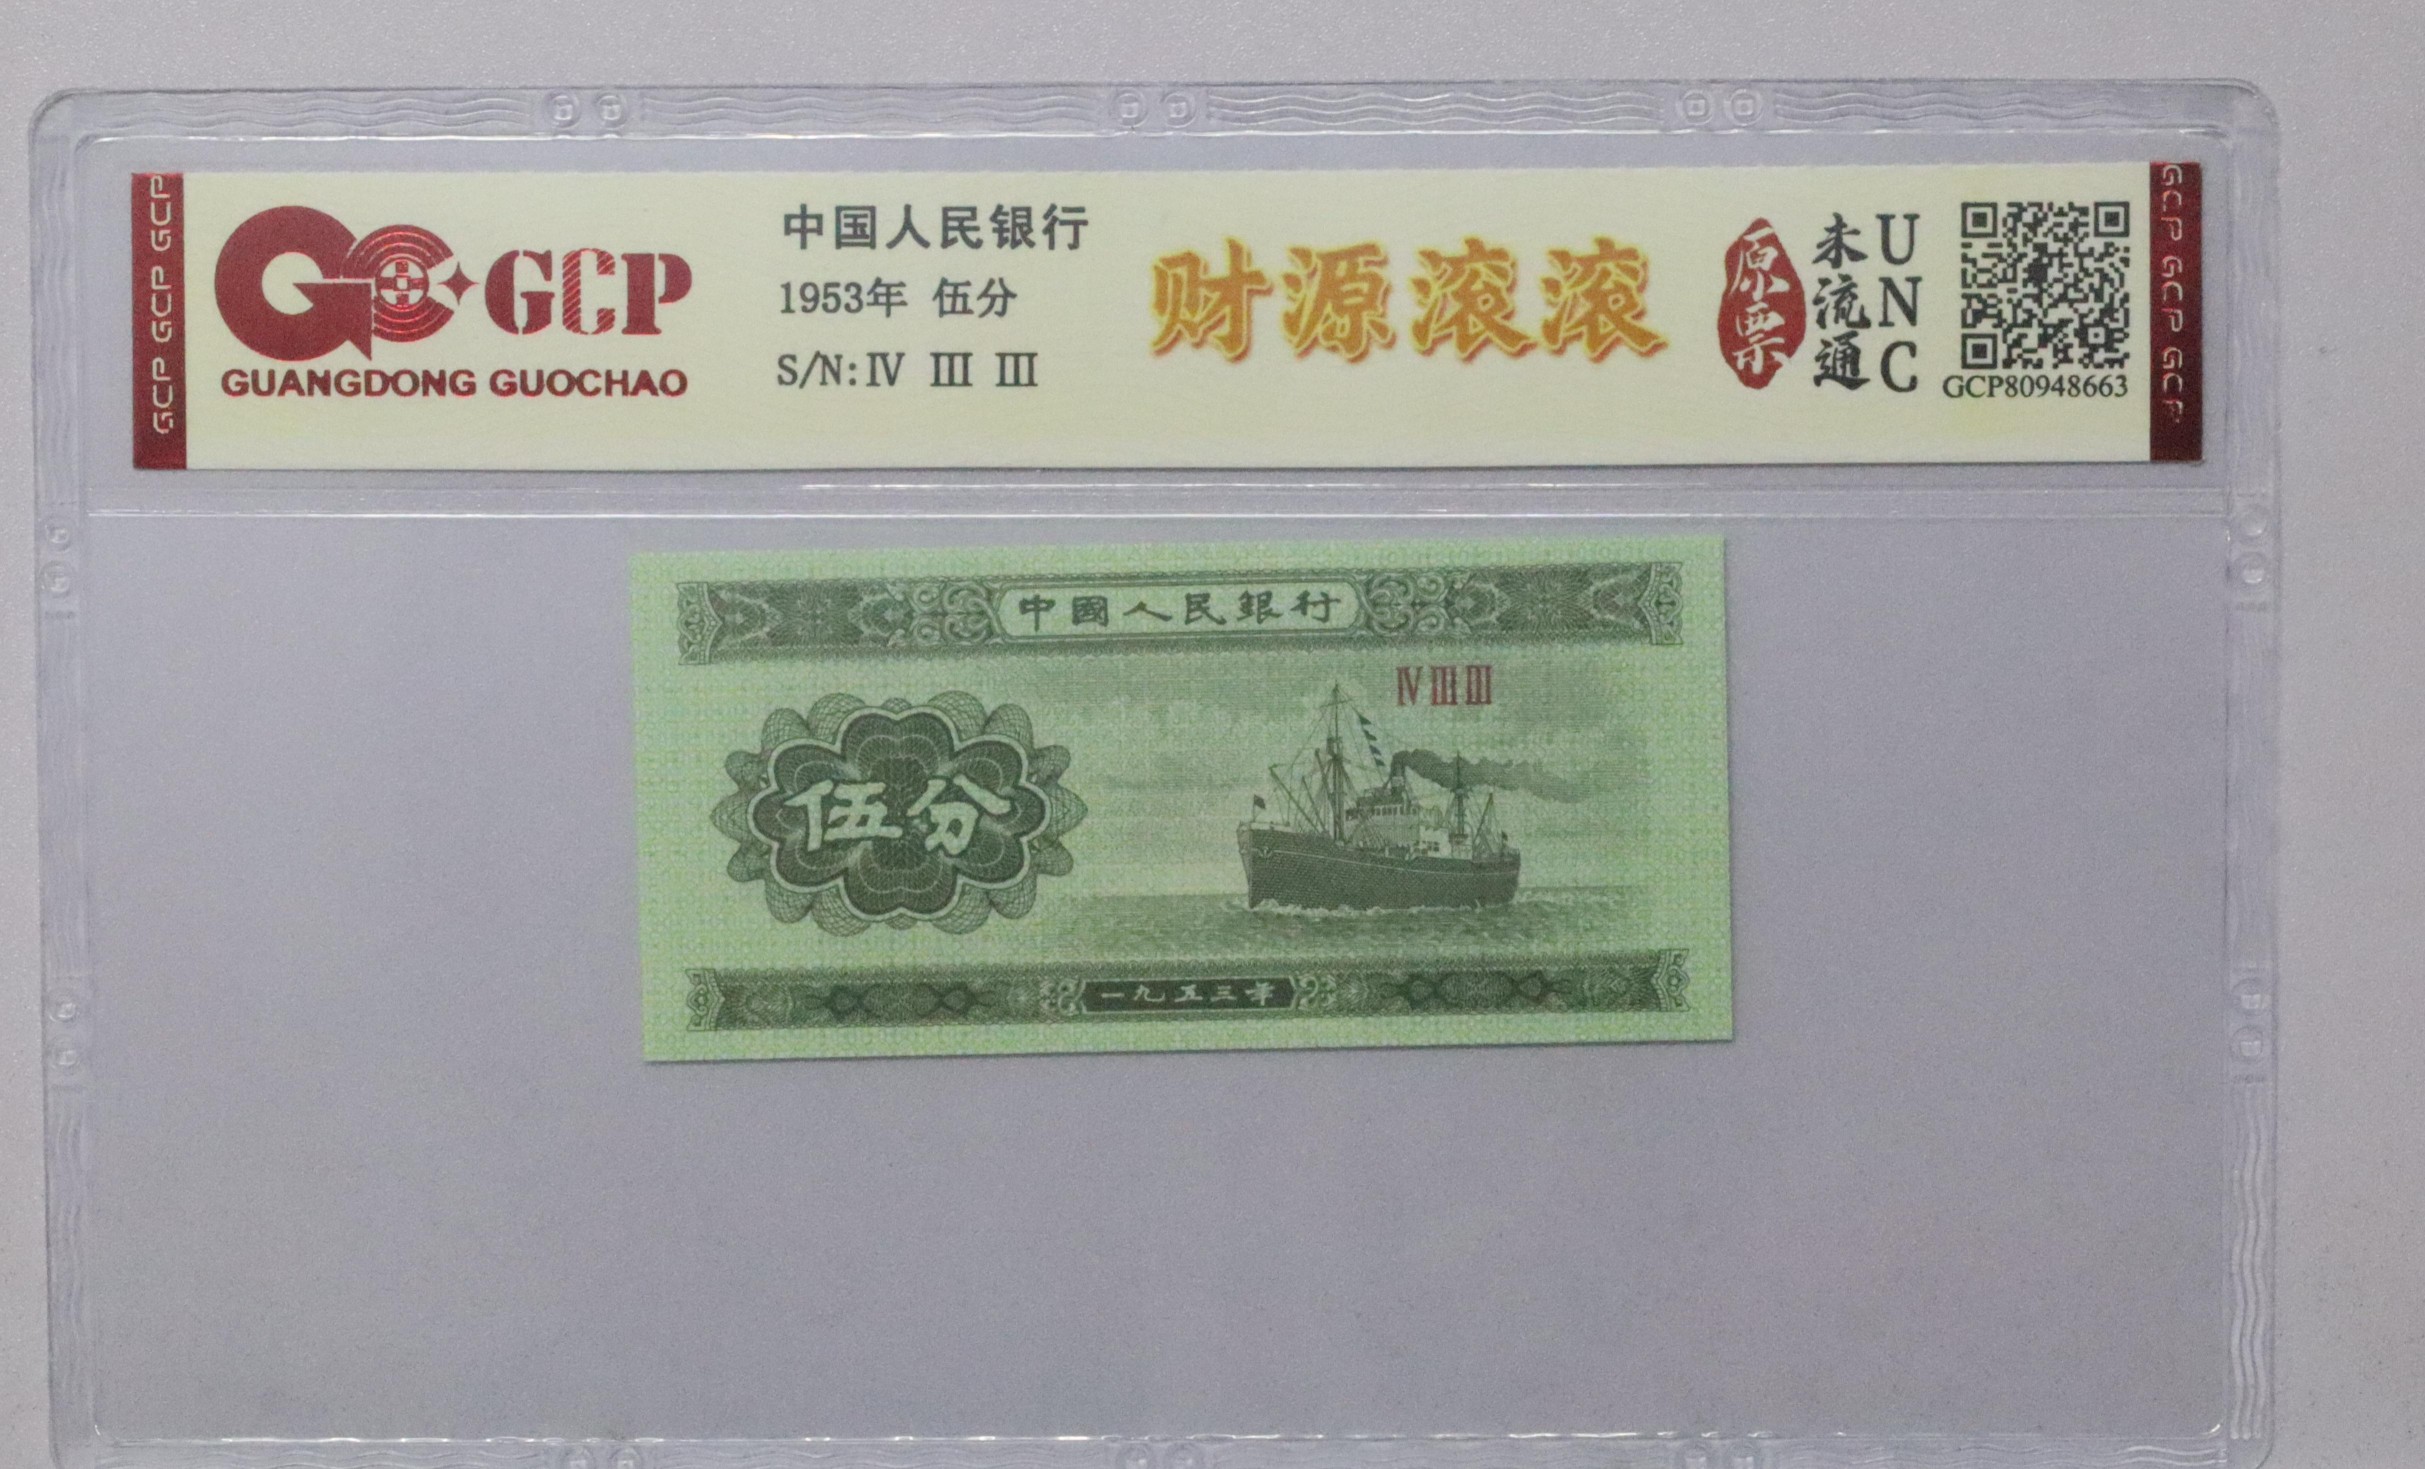 GCP GCP GCP
GCP
GUANGDONG GUOCHAO
中国人民银行
1953年 伍分
S/N: IV III III
财源滚滚
原票
未流通
UNC
GCP80948663
GCP GCP GCP
中國人民銀行
IV III III
伍分
一九五三年